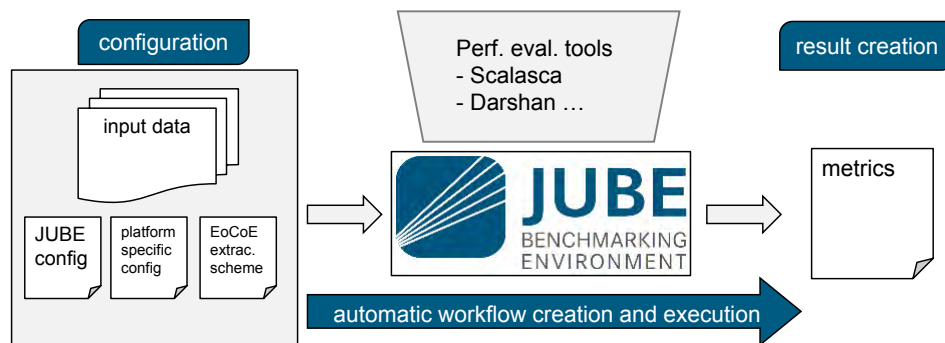 configuration
input data
JUBE
config
platform
specific
config
EoCoE
extrac.
scheme
Perf. eval. tools
- Scalasca
- Darshan …
JUBE
BENCHMARKING
ENVIRONMENT
automatic workflow creation and execution
result creation
metrics